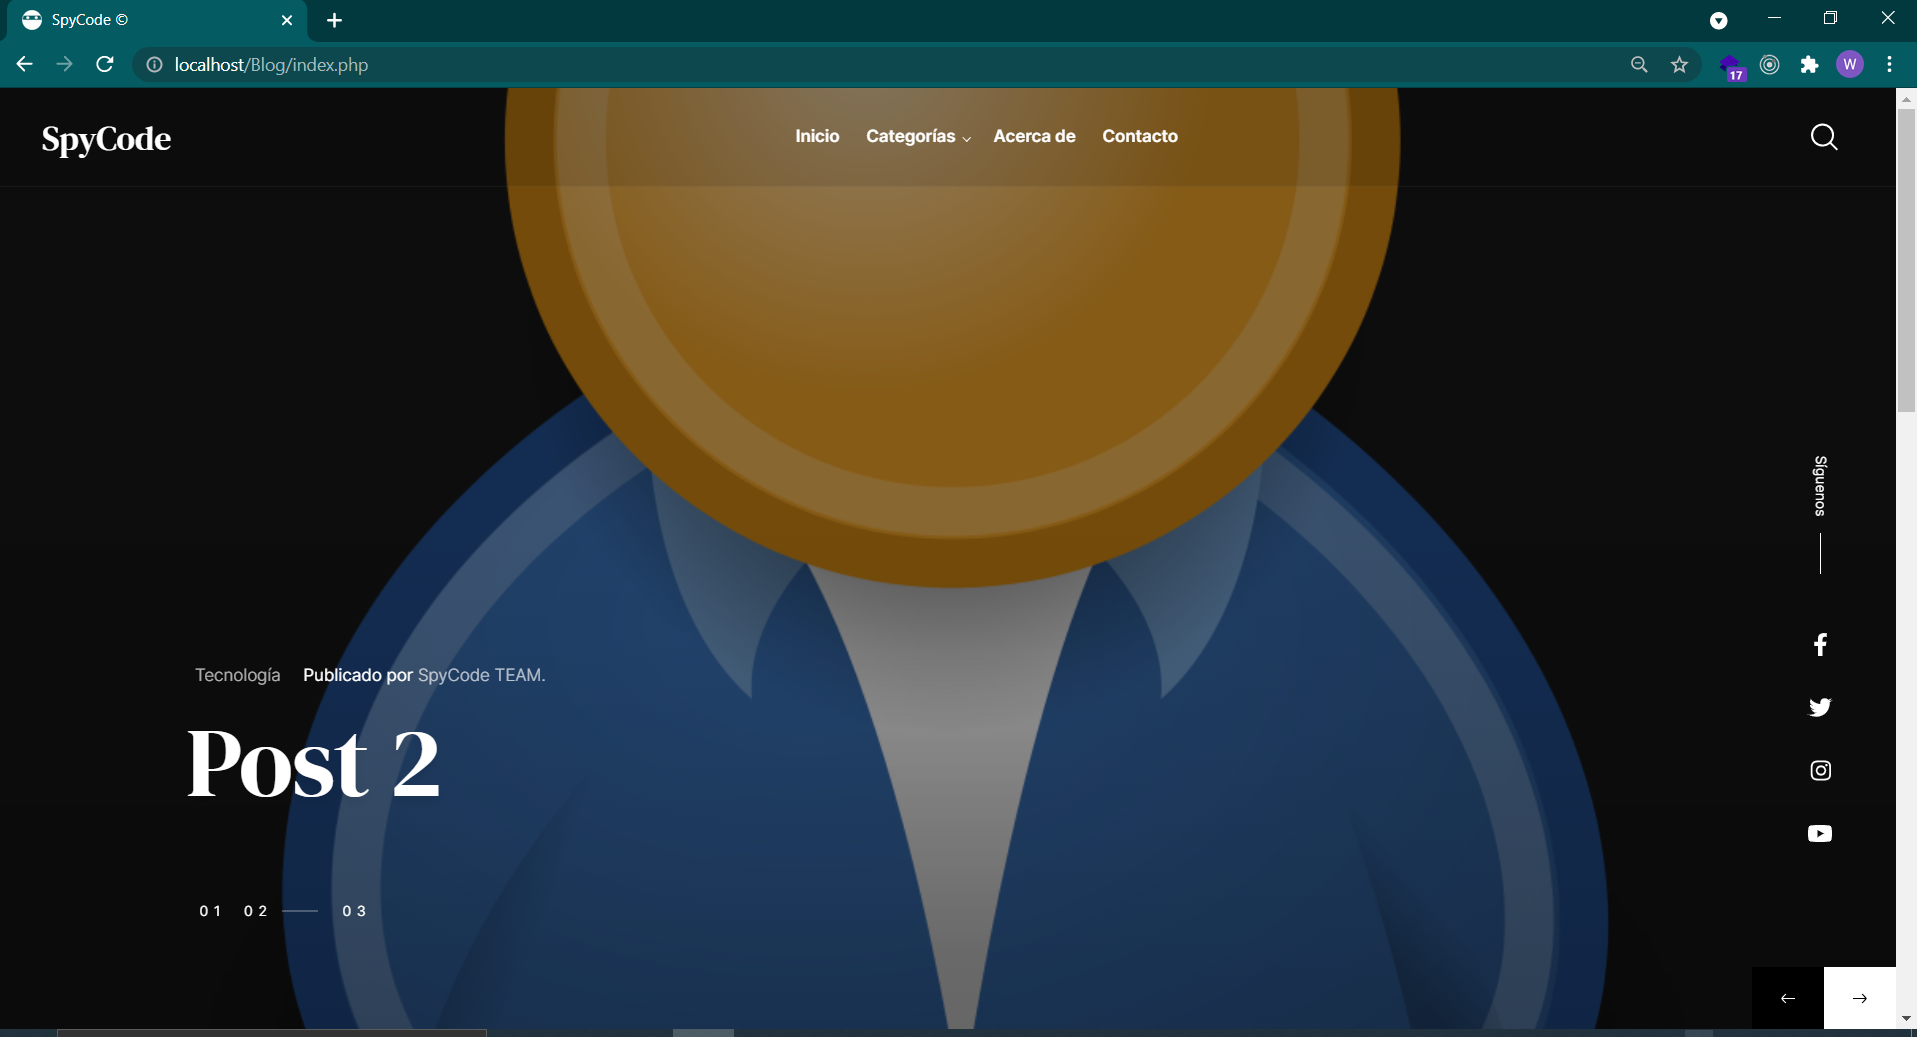 SpyCode ©
localhost/Blog/index.php
17
W
SpyCode
Inicio Categorías Acerca de Contacto
Síguenos
Tecnología Publicado por SpyCode TEAM.
Post 2
01 02 03